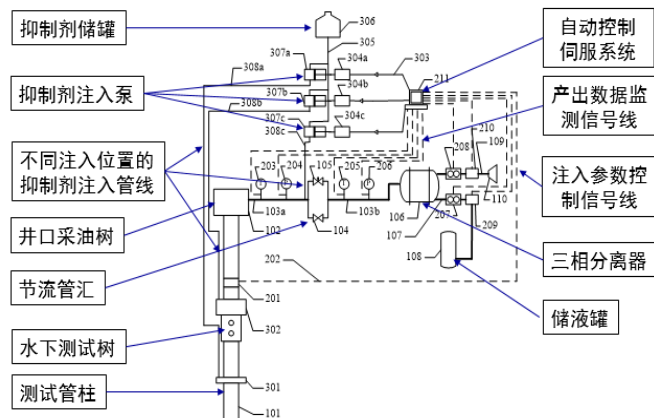 抑制剂储罐
抑制剂注入泵
不同注入位置的
抑制剂注入管线
井口采油树
节流管汇
水下测试树
测试管柱
306
305
307a
304a
303
308a
307b
304b
308b
307c
304c
308c
211
203
204
105
205
206
208
210
109
110
103a
102
104
103b
106
107
207
209
108
202
201
302
301
101
自动控制
伺服系统
产出数据监
测信号线
注入参数控
制信号线
三相分离器
储液罐